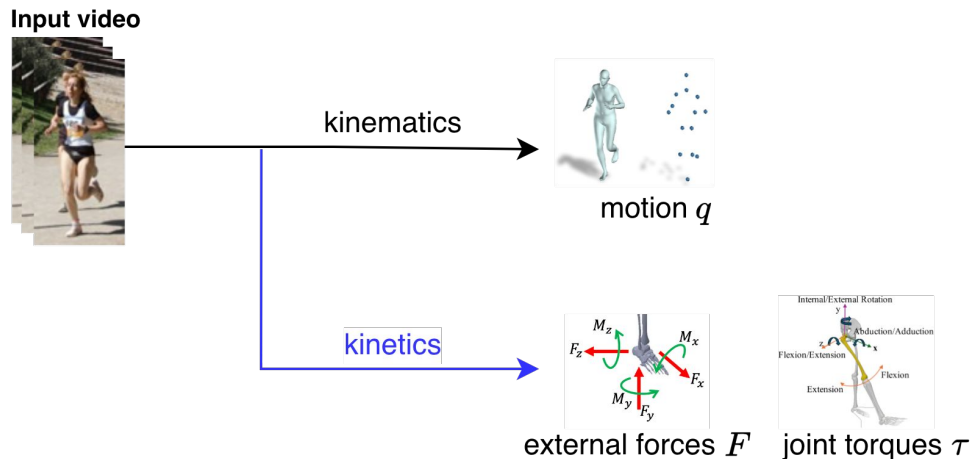 Input video
kinematics
motion q
kinetics
M_z
F_z
M_x
F_x
M_y
F_y
external forces F
Internal/External Rotation
y
Abduction/Adduction
z
x
Flexion/Extension
Flexion
Extension
joint torques τ